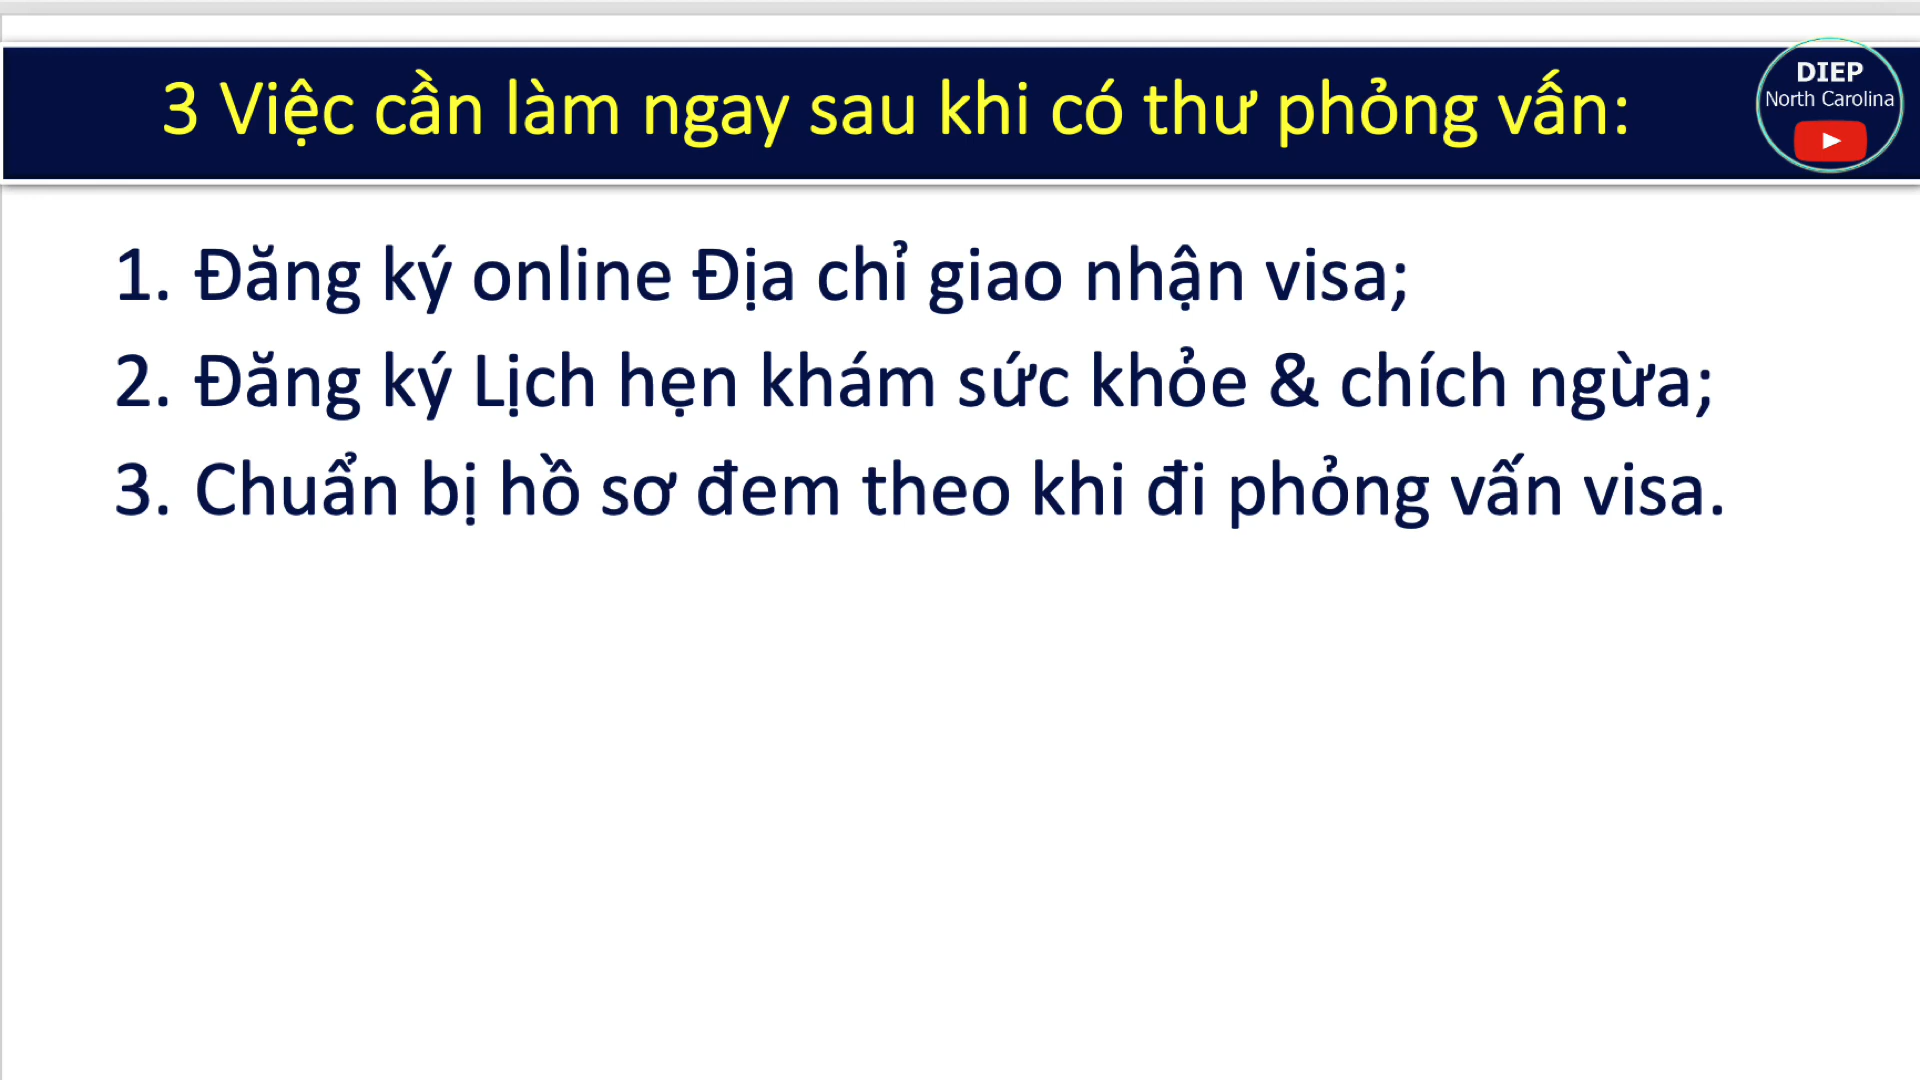 3 Việc cần làm ngay sau khi có thư phỏng vấn:
DIEP
North Carolina
1. Đăng ký online Địa chỉ giao nhận visa;
2. Đăng ký Lịch hẹn khám sức khỏe & chích ngừa;
3. Chuẩn bị hồ sơ đem theo khi đi phỏng vấn visa.